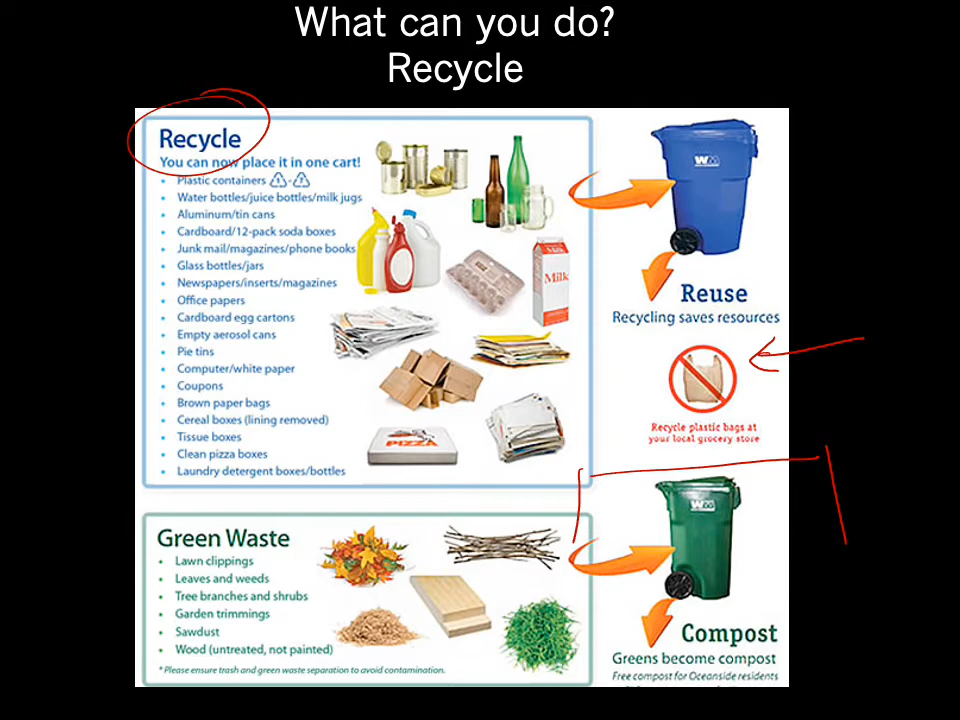 What can you do?
Recycle
Recycle
You can now place it in one cart!
• Plastic containers 1 - 7
• Water bottles/juice bottles/milk jugs
• Aluminum/tin cans
• Cardboard/12-pack soda boxes
• Junk mail/magazines/phone books
• Glass bottles/jars
• Newspapers/inserts/magazines
• Office papers
• Cardboard egg cartons
• Empty aerosol cans
• Pie tins
• Computer/white paper
• Coupons
• Brown paper bags
• Cereal boxes (lining removed)
• Tissue boxes
• Clean pizza boxes
• Laundry detergent boxes/bottles
Milk
PIZZA
WM
Reuse
Recycling saves resources
Recycle plastic bags at
your local grocery store
Green Waste
• Lawn clippings
• Leaves and weeds
• Tree branches and shrubs
• Garden trimmings
• Sawdust
• Wood (untreated, not painted)
* Please ensure trash and green waste separation to avoid contamination.
WM
Compost
Greens become compost
Free compost for Oceanside residents